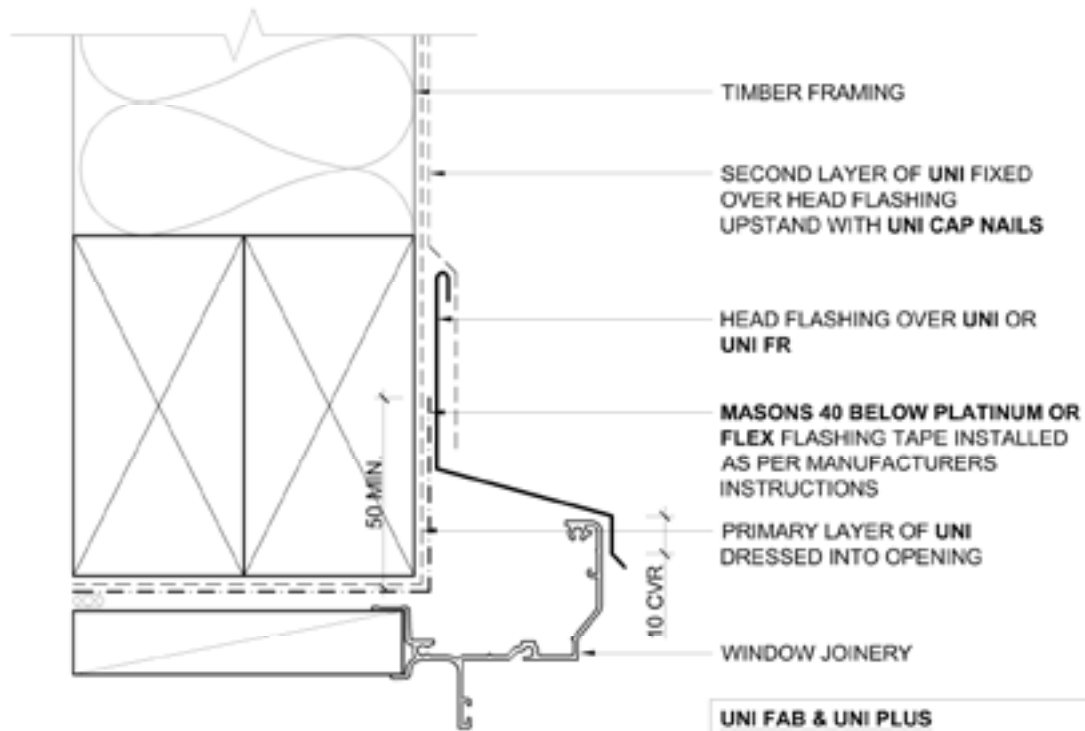 TIMBER FRAMING
SECOND LAYER OF UNI FIXED
OVER HEAD FLASHING
UPSTAND WITH UNI CAP NAILS
HEAD FLASHING OVER UNI OR
UNI FR
MASONS 40 BELOW PLATINUM OR
FLEX FLASHING TAPE INSTALLED
AS PER MANUFACTURERS
INSTRUCTIONS
50 MIN.
PRIMARY LAYER OF UNI
DRESSED INTO OPENING
10 CVR
WINDOW JOINERY
UNI FAB & UNI PLUS